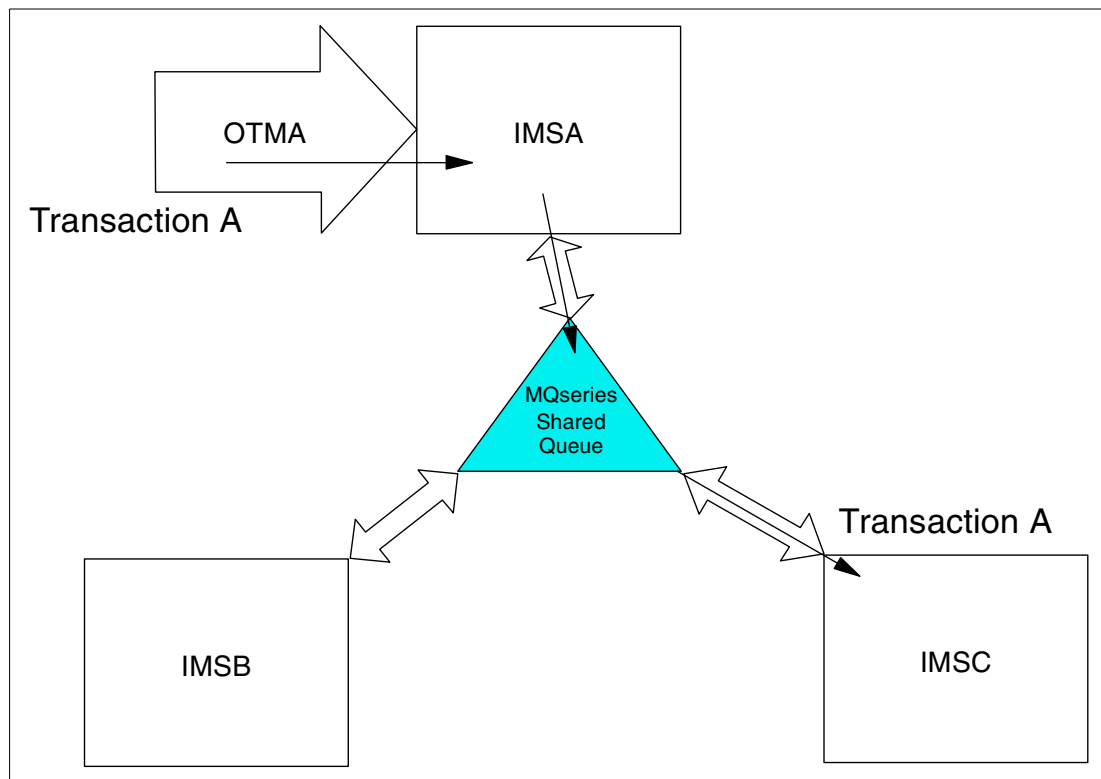 OTMA
IMSA
Transaction A
MQseries
Shared
Queue
Transaction A
IMSB
IMSC